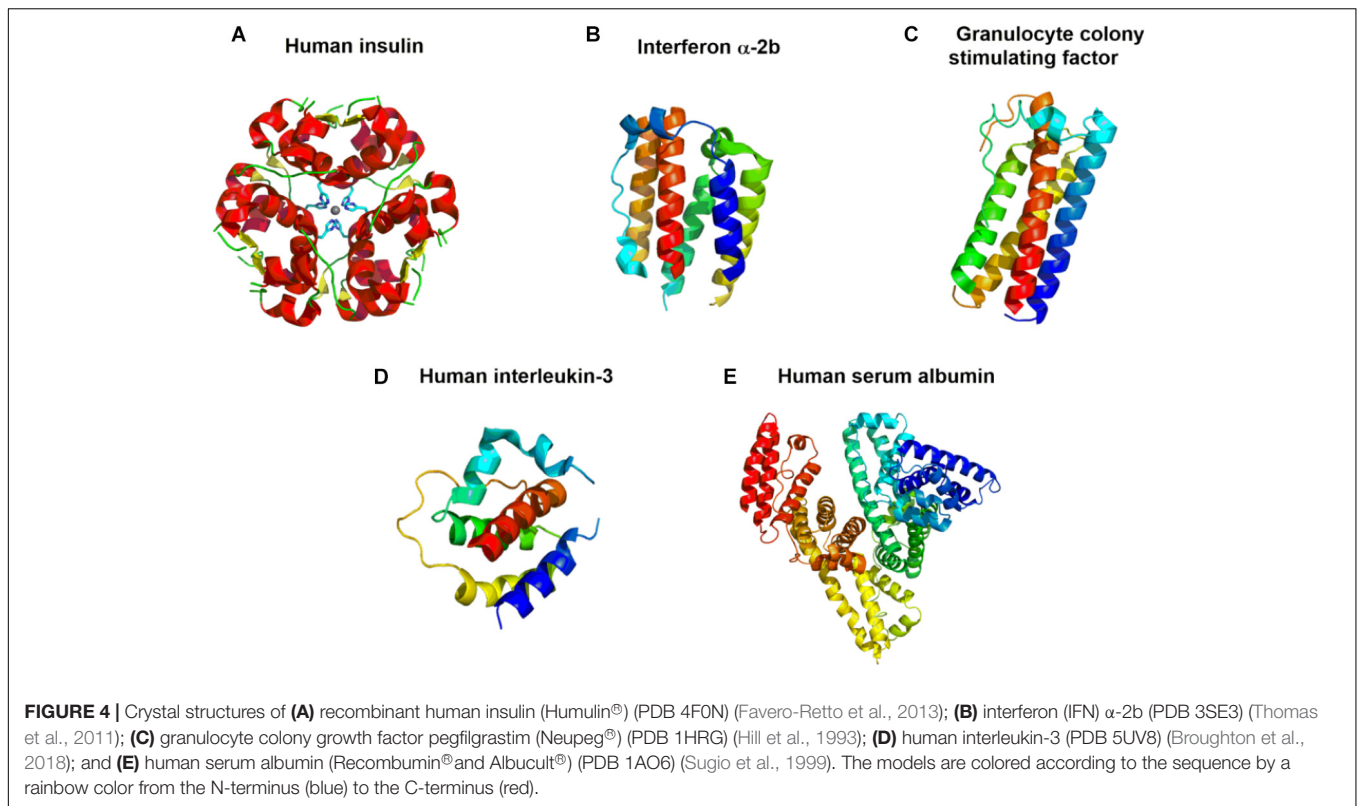 A Human insulin
B Interferon α-2b
C Granulocyte colony
stimulating factor
D Human interleukin-3
E Human serum albumin
FIGURE 4 | Crystal structures of (A) recombinant human insulin (Humulin®) (PDB 4F0N) (Favero-Retto et al., 2013); (B) interferon (IFN) α-2b (PDB 3SE3) (Thomas
et al., 2011); (C) granulocyte colony growth factor pegfilgrastim (Neupeg®) (PDB 1HRG) (Hill et al., 1993); (D) human interleukin-3 (PDB 5UV8) (Broughton et al.,
2018); and (E) human serum albumin (Recombumin®and Albucult®) (PDB 1AO6) (Sugio et al., 1999). The models are colored according to the sequence by a
rainbow color from the N-terminus (blue) to the C-terminus (red).